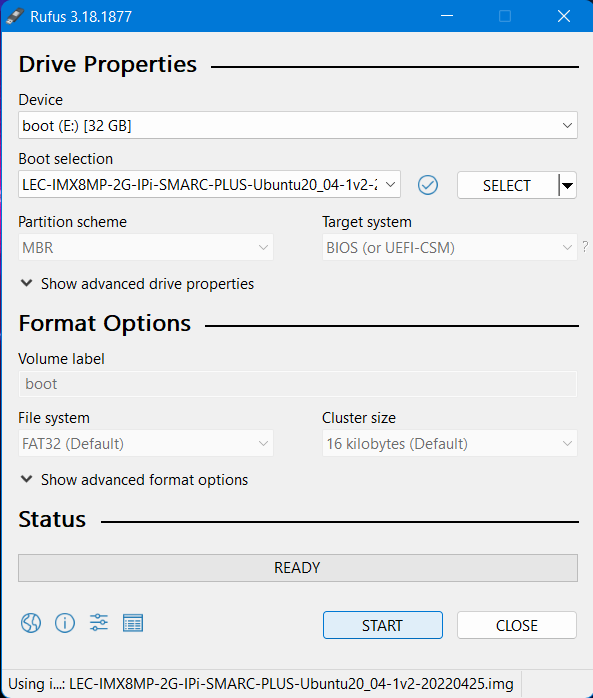 Rufus 3.18.1877
Drive Properties
Device
boot (E:) [32 GB]
Boot selection
LEC-IMX8MP-2G-IPi-SMARC-PLUS-Ubuntu20_04-1v2-2
SELECT
Partition scheme Target system
MBR BIOS (or UEFI-CSM) ?
Show advanced drive properties
Format Options
Volume label
boot
File system Cluster size
FAT32 (Default) 16 kilobytes (Default)
Show advanced format options
Status
READY
START CLOSE
Using i...: LEC-IMX8MP-2G-IPi-SMARC-PLUS-Ubuntu20_04-1v2-20220425.img